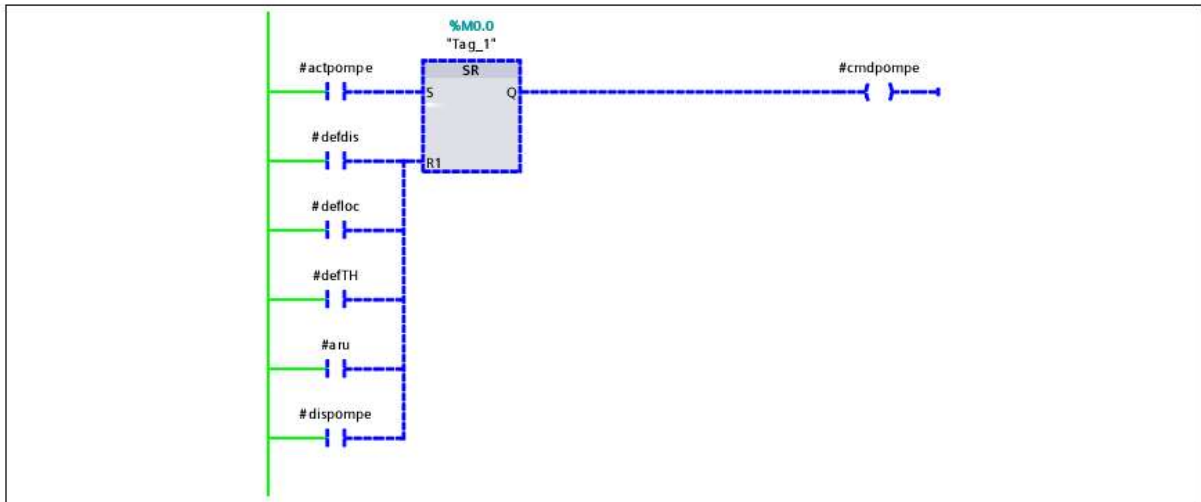 %M0.0
"Tag_1"
#actpompe
SR
#cmdpompe
S
Q
#defdis
R1
#defloc
#defTH
#aru
#dispompe